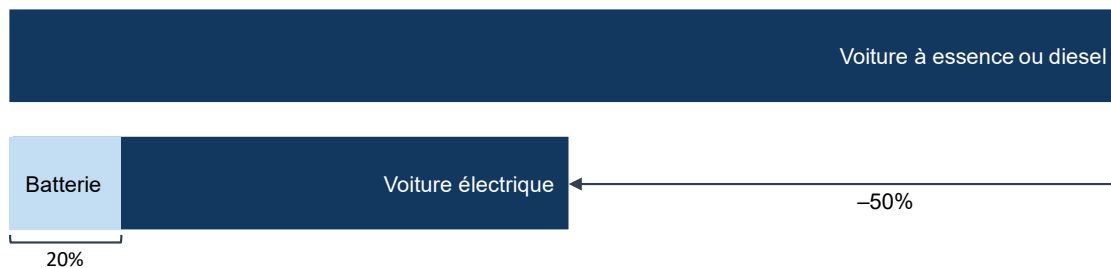 Voiture à essence ou diesel
Batterie
Voiture électrique
–50%
20%